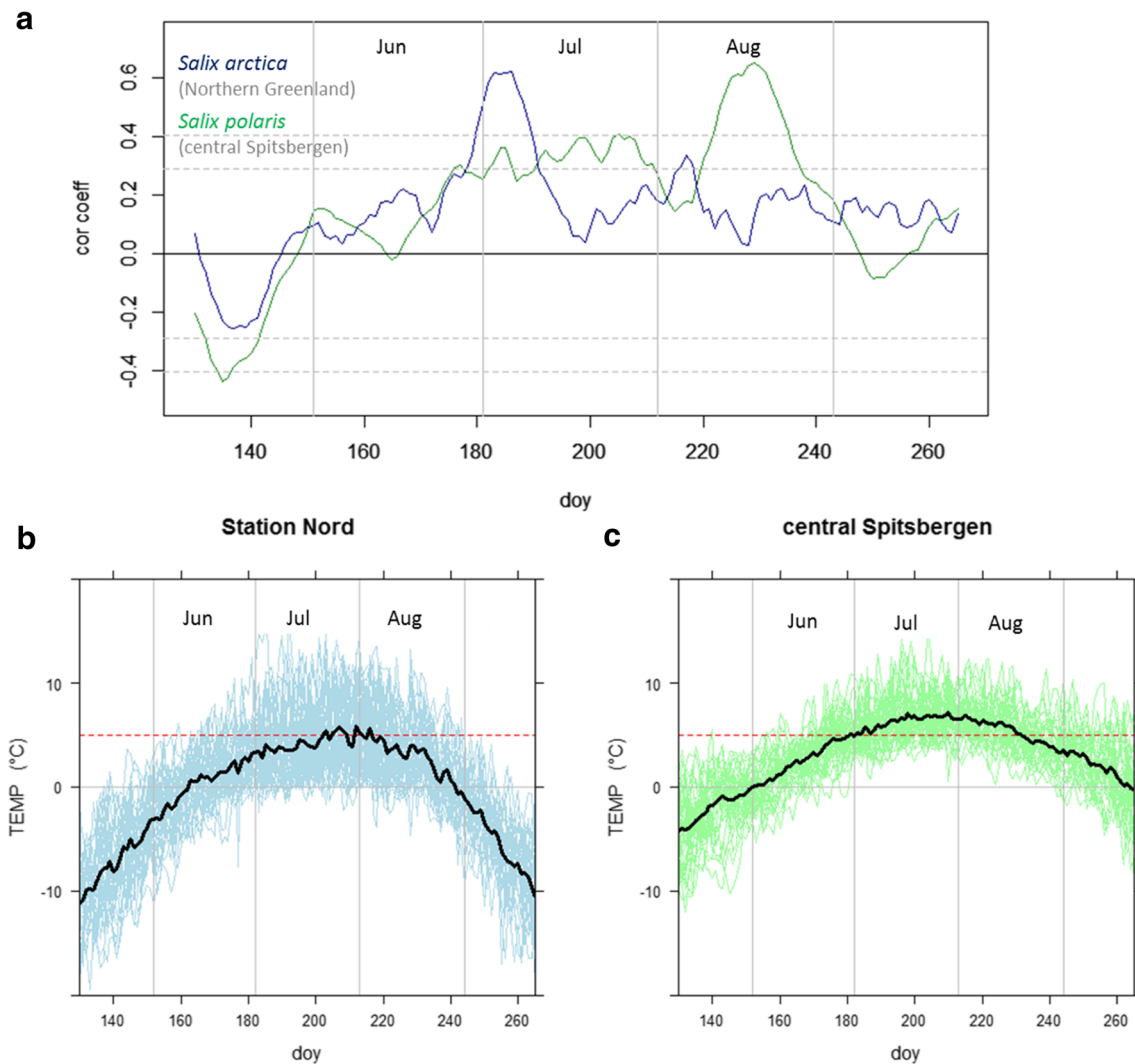 a
Jun Jul Aug
Salix arctica
(Northern Greenland)
Salix polaris
(central Spitsbergen)
cor coeff
0.6
0.4
0.2
0.0
-0.2
-0.4
140 160 180 200 220 240 260
doy
b
Station Nord
Jun Jul Aug
TEMP (°C)
10
0
-10
140 160 180 200 220 240 260
doy
c
central Spitsbergen
Jun Jul Aug
TEMP (°C)
10
0
-10
140 160 180 200 220 240 260
doy